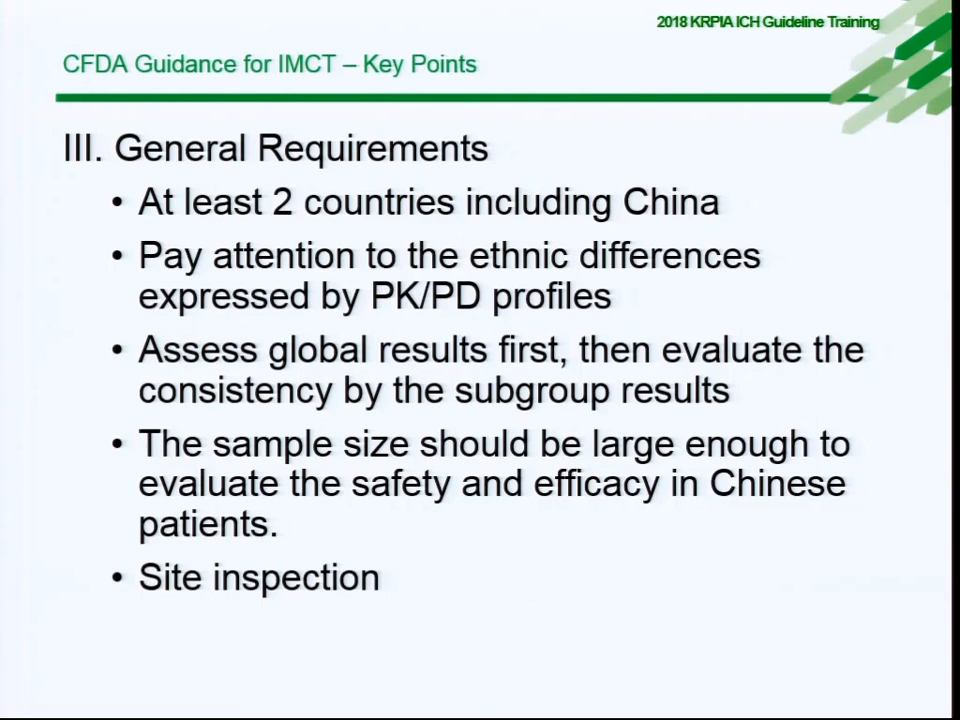 2018 KRPIA ICH Guideline Training
CFDA Guidance for IMCT – Key Points
III. General Requirements
• At least 2 countries including China
• Pay attention to the ethnic differences
expressed by PK/PD profiles
• Assess global results first, then evaluate the
consistency by the subgroup results
• The sample size should be large enough to
evaluate the safety and efficacy in Chinese
patients.
• Site inspection